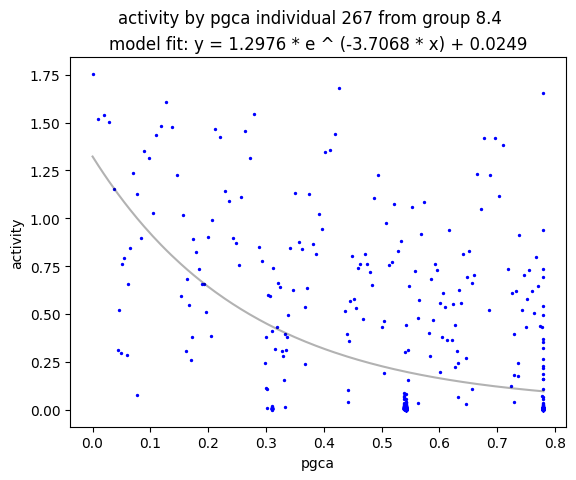 activity by pgca individual 267 from group 8.4
model fit: y = 1.2976 * e ^ (-3.7068 * x) + 0.0249
1.75
1.50
1.25
1.00
0.75
0.50
0.25
0.00
activity
0.0 0.1 0.2 0.3 0.4 0.5 0.6 0.7 0.8
pgca